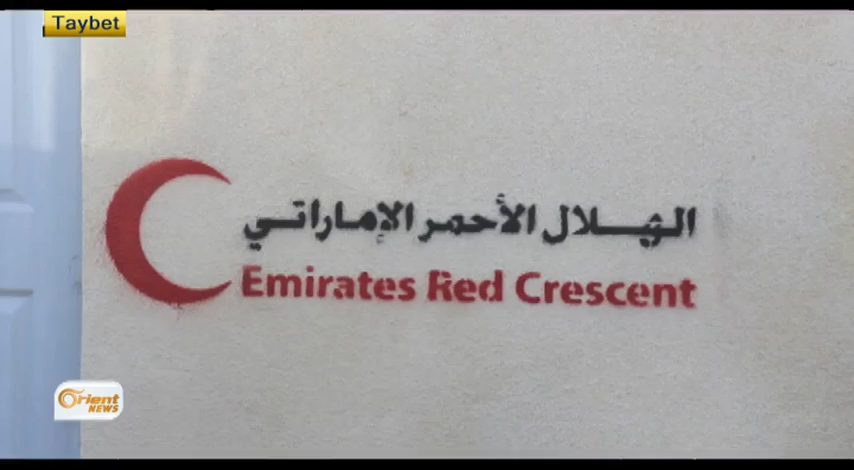 Taybet
الهلال الأحمر الإماراتي
Emirates Red Crescent
Orient
NEWS